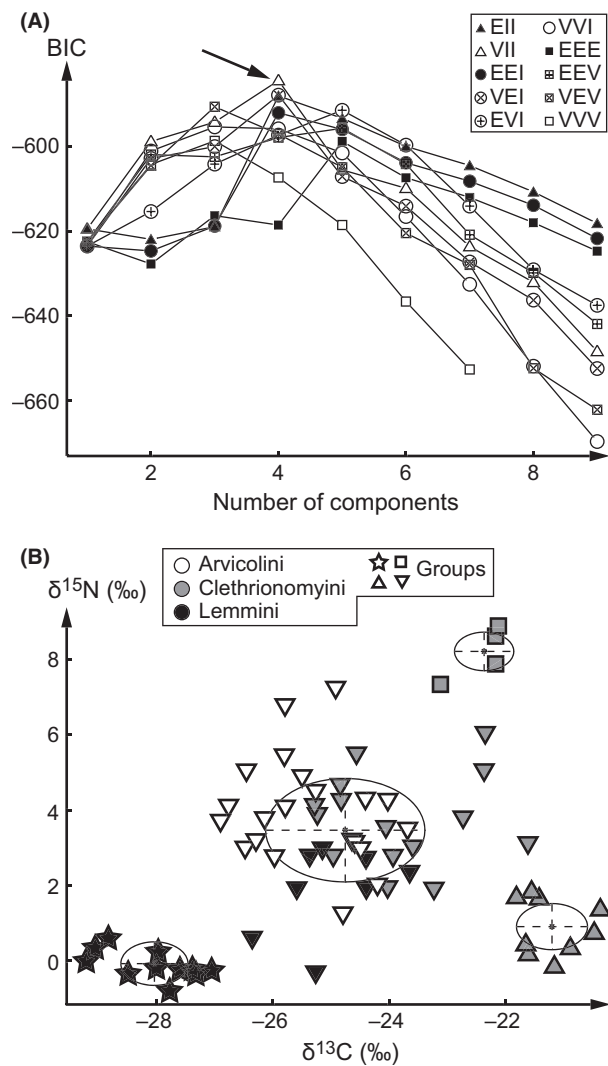 (A)
BIC
EII VVI
VII EEE
EEI EEV
VEI VEV
EVI VVV
–600
–620
–640
–660
2 4 6 8
Number of components
(B)
δ¹⁵N (‰)
Arvicolini
Clethrionomyini
Lemmini
Groups
8
6
4
2
0
–28 –26 –24 –22
δ¹³C (‰)